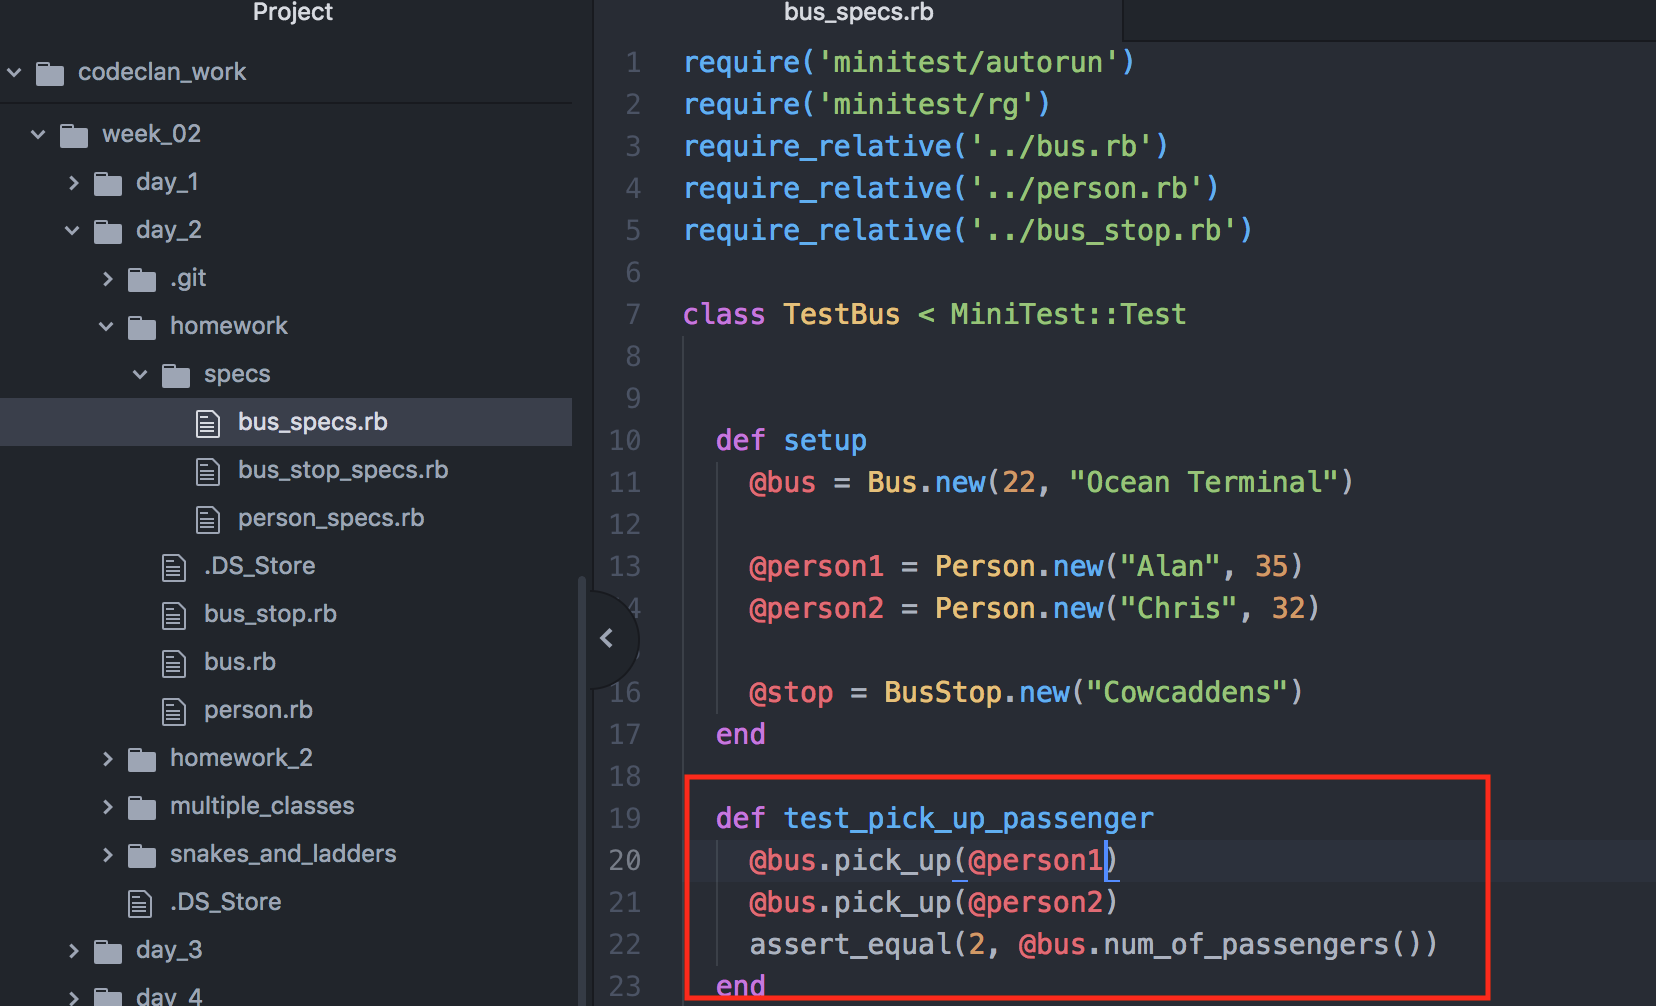 Project
codeclan_work
week_02
day_1
day_2
.git
homework
specs
bus_specs.rb
bus_stop_specs.rb
person_specs.rb
.DS_Store
bus_stop.rb
bus.rb
person.rb
homework_2
multiple_classes
snakes_and_ladders
.DS_Store
day_3
day_4
bus_specs.rb
1 require('minitest/autorun')
2 require('minitest/rg')
3 require_relative('../bus.rb')
4 require_relative('../person.rb')
5 require_relative('../bus_stop.rb')
6
7 class TestBus < MiniTest::Test
8
9
10 def setup
11 @bus = Bus.new(22, "Ocean Terminal")
12
13 @person1 = Person.new("Alan", 35)
4 @person2 = Person.new("Chris", 32)
16 @stop = BusStop.new("Cowcaddens")
17 end
18
19 def test_pick_up_passenger
20 @bus.pick_up(@person1)
21 @bus.pick_up(@person2)
22 assert_equal(2, @bus.num_of_passengers())
23 end